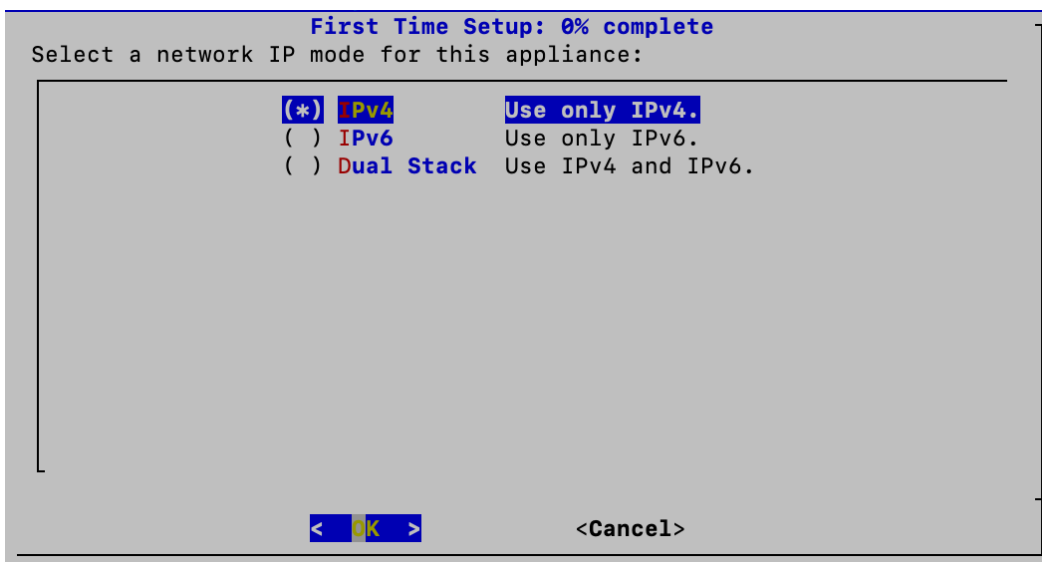 First Time Setup: 0% complete
Select a network IP mode for this appliance:
(*) IPv4 Use only IPv4.
( ) IPv6 Use only IPv6.
( ) Dual Stack Use IPv4 and IPv6.
< OK > <Cancel>